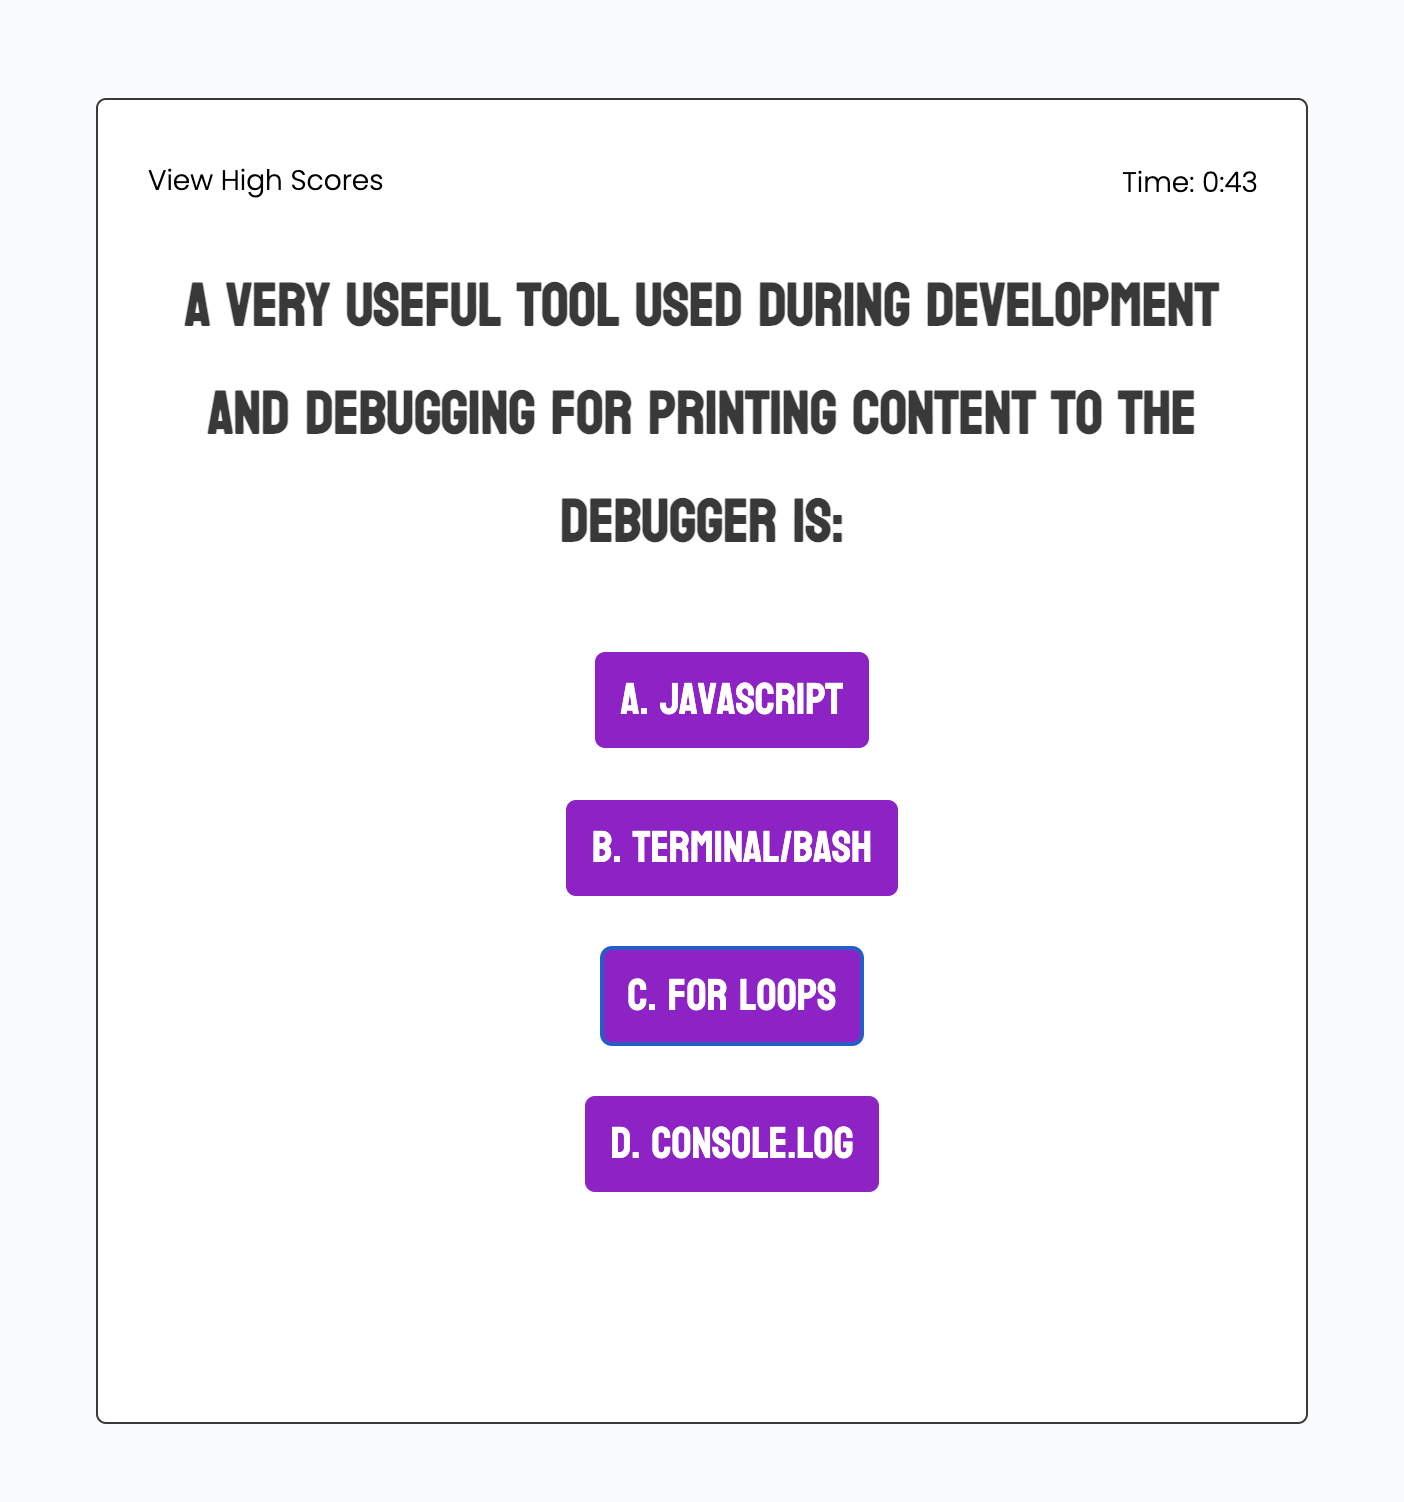 View High Scores
Time: 0:43
A VERY USEFUL TOOL USED DURING DEVELOPMENT
AND DEBUGGING FOR PRINTING CONTENT TO THE
DEBUGGER IS:
A. JAVASCRIPT
B. TERMINAL/BASH
C. FOR LOOPS
D. CONSOLE.LOG